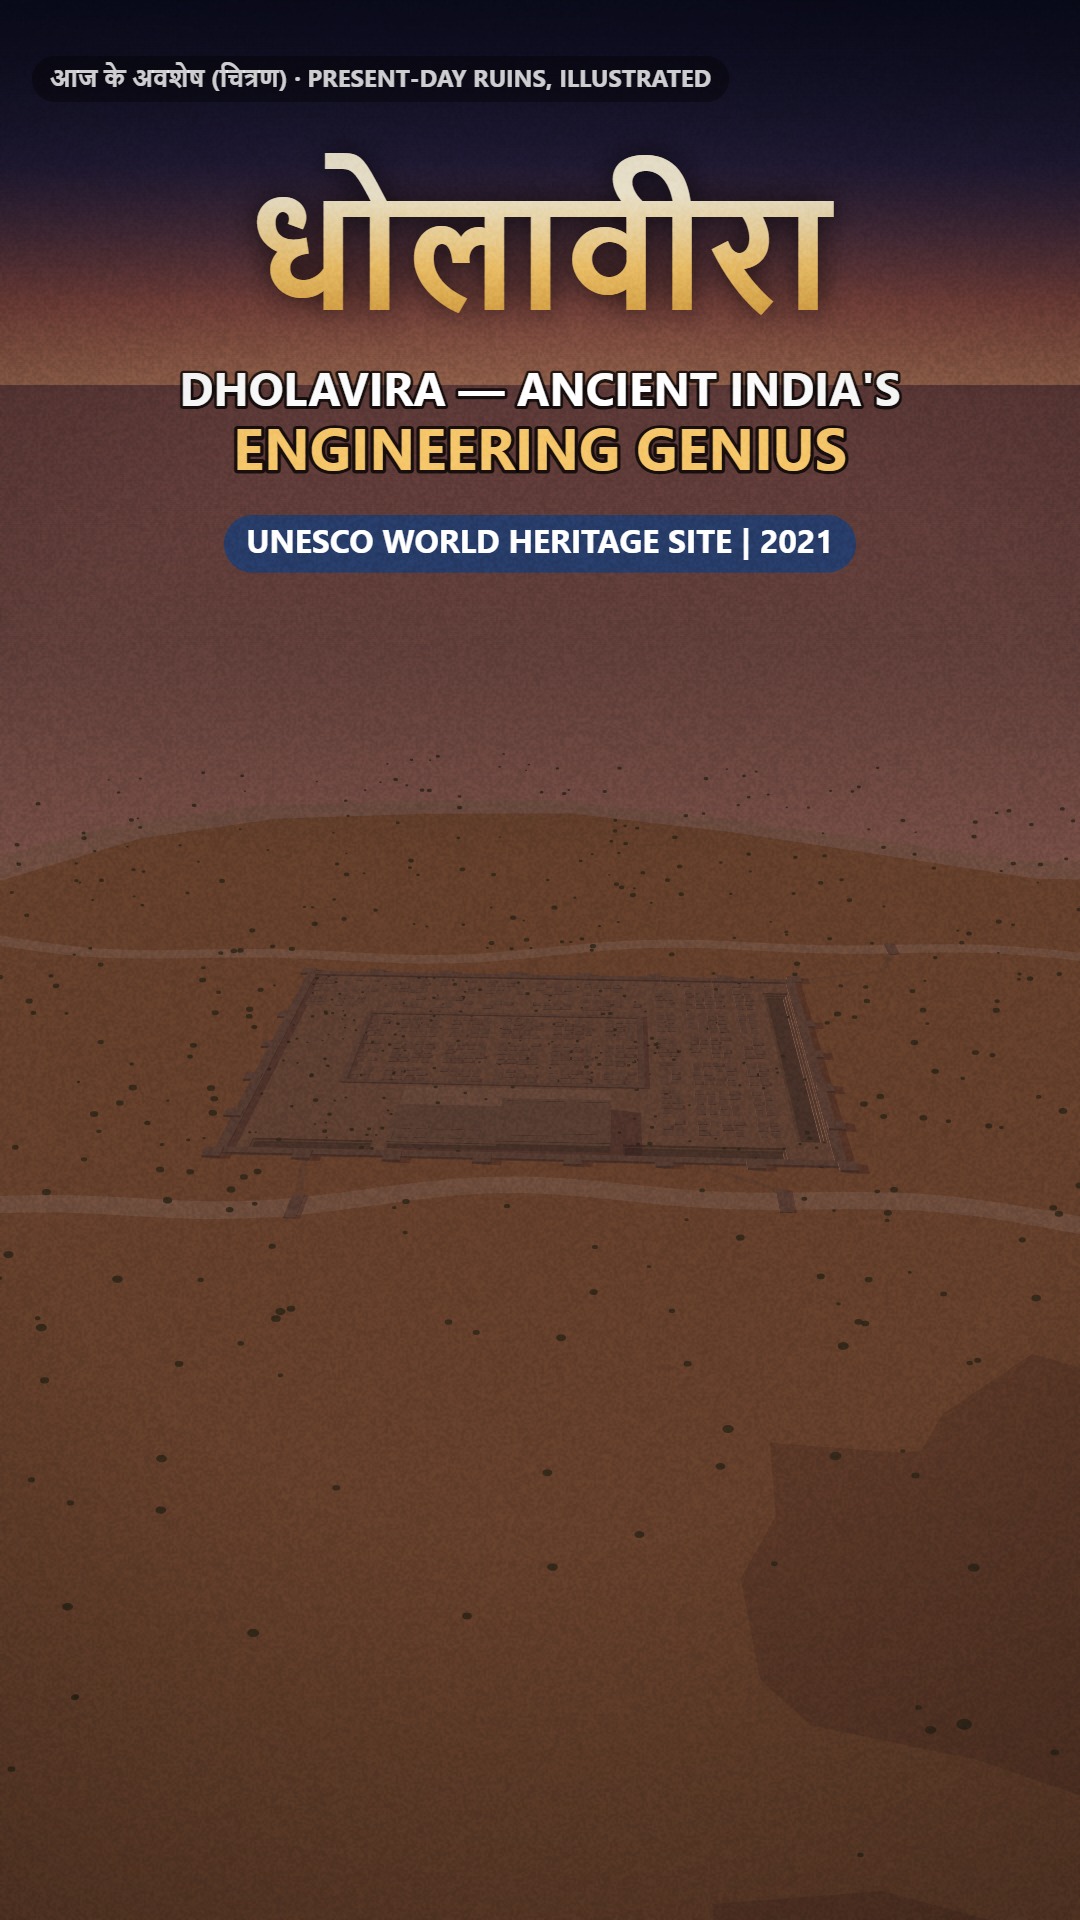 आज के अवशेष (चित्रण) · PRESENT-DAY RUINS, ILLUSTRATED
धोलावीरा
DHOLAVIRA — ANCIENT INDIA'S
ENGINEERING GENIUS
UNESCO WORLD HERITAGE SITE | 2021